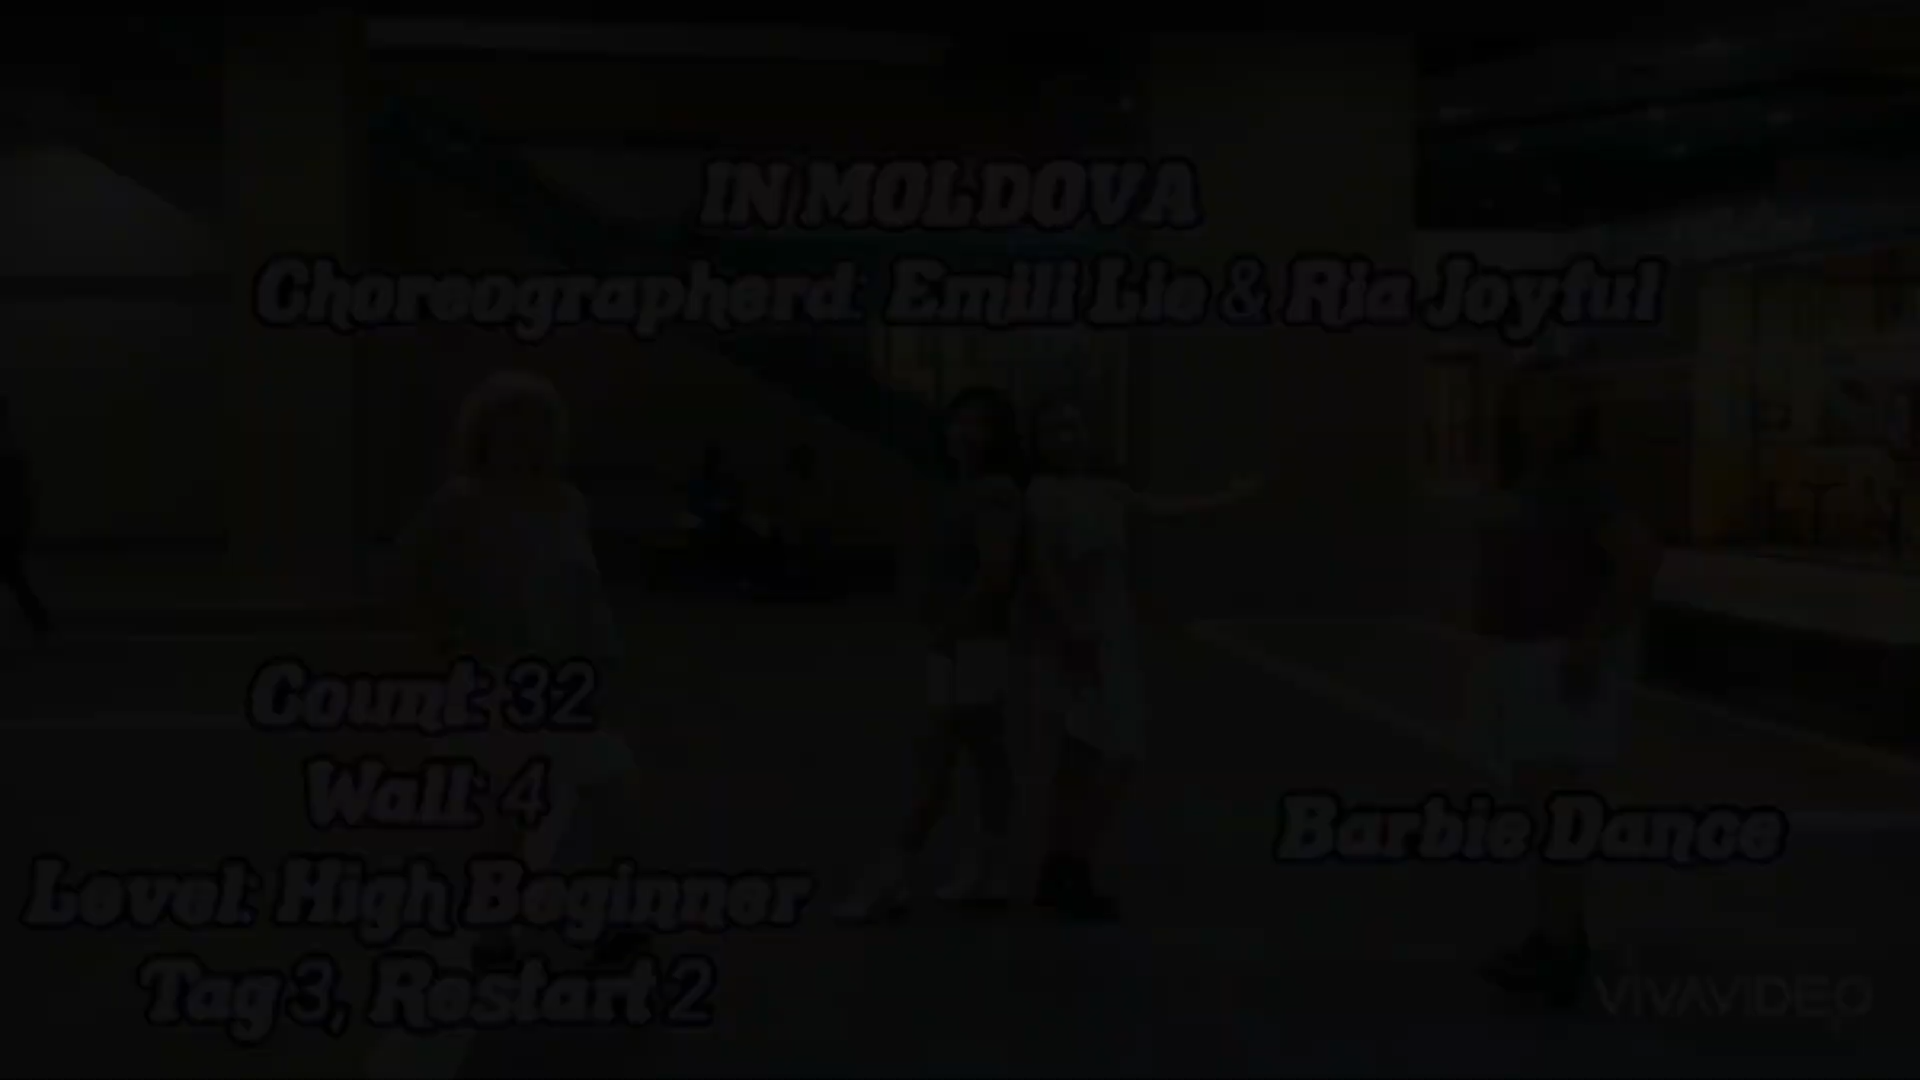 IN MOLDOVA
Choreographerd: Emili Lie & Ria Joyful
Count: 32
Wall: 4
Level: High Beginner
Tag 3, Restart 2
Barbie Dance
VIVAVIDEO